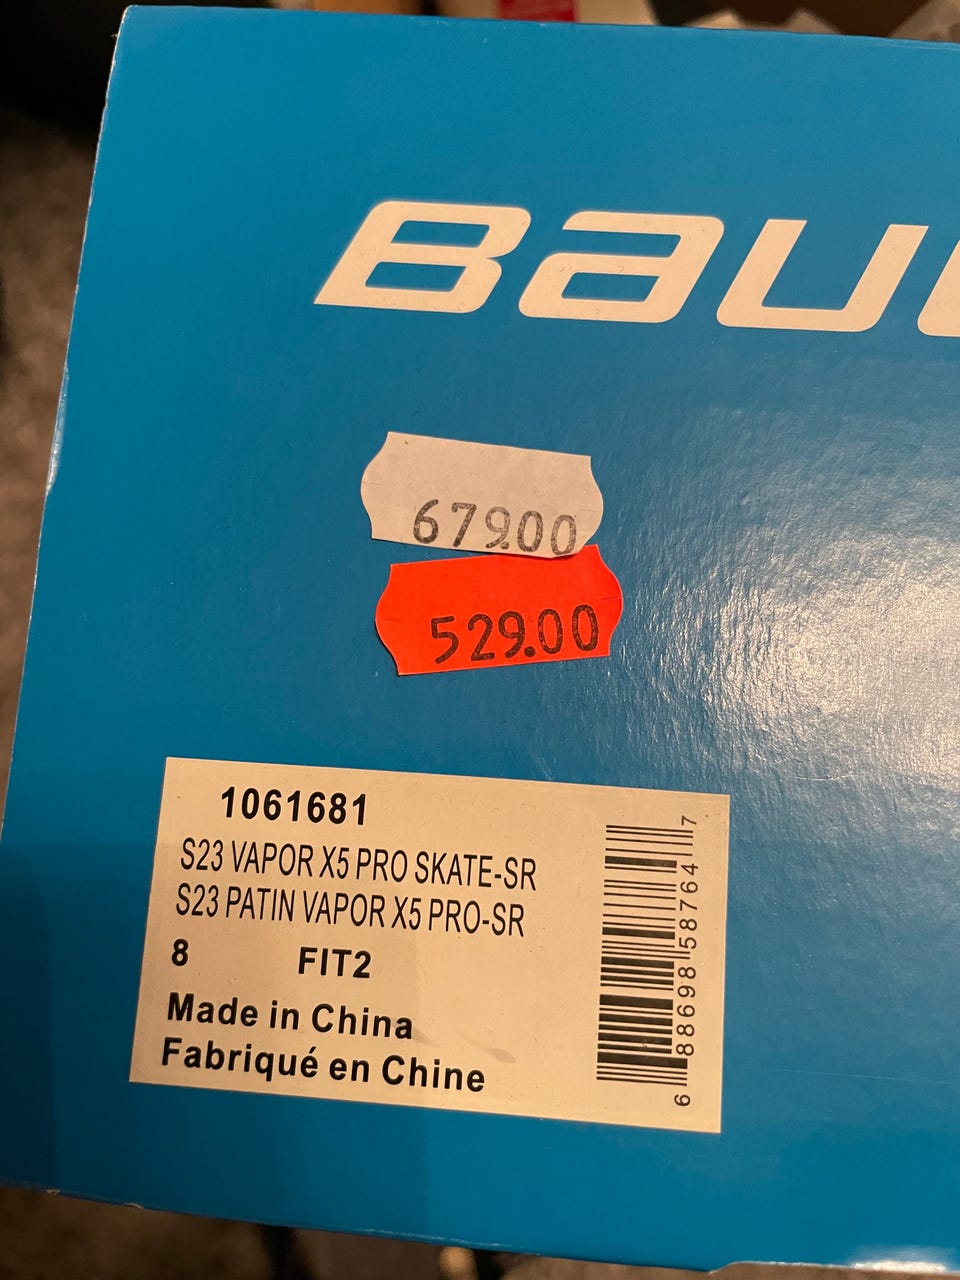 BAU
679.00
529.00
1061681
S23 VAPOR X5 PRO SKATE-SR
S23 PATIN VAPOR X5 PRO-SR
8 FIT2
Made in China
Fabriqué en Chine
6 88698 58764 7